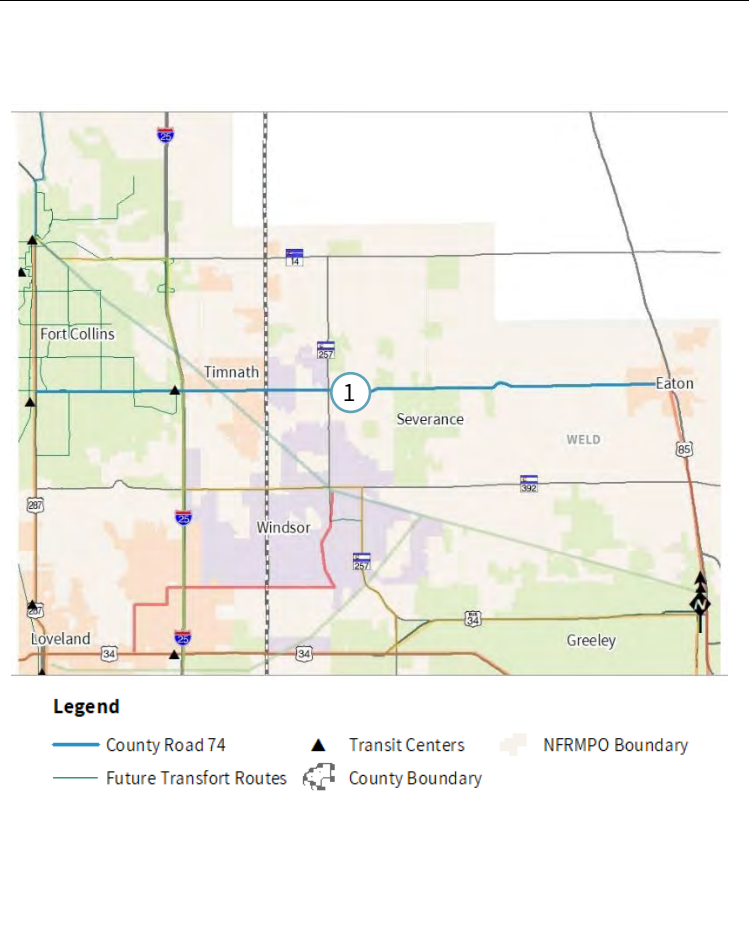 25
14
Fort Collins
257
Timnath
1
Eaton
Severance
WELD
85
392
287
25
Windsor
257
N
34
Loveland
25
34
34
Greeley
Legend
County Road 74
Transit Centers
NFRMPO Boundary
Future Transfort Routes
County Boundary